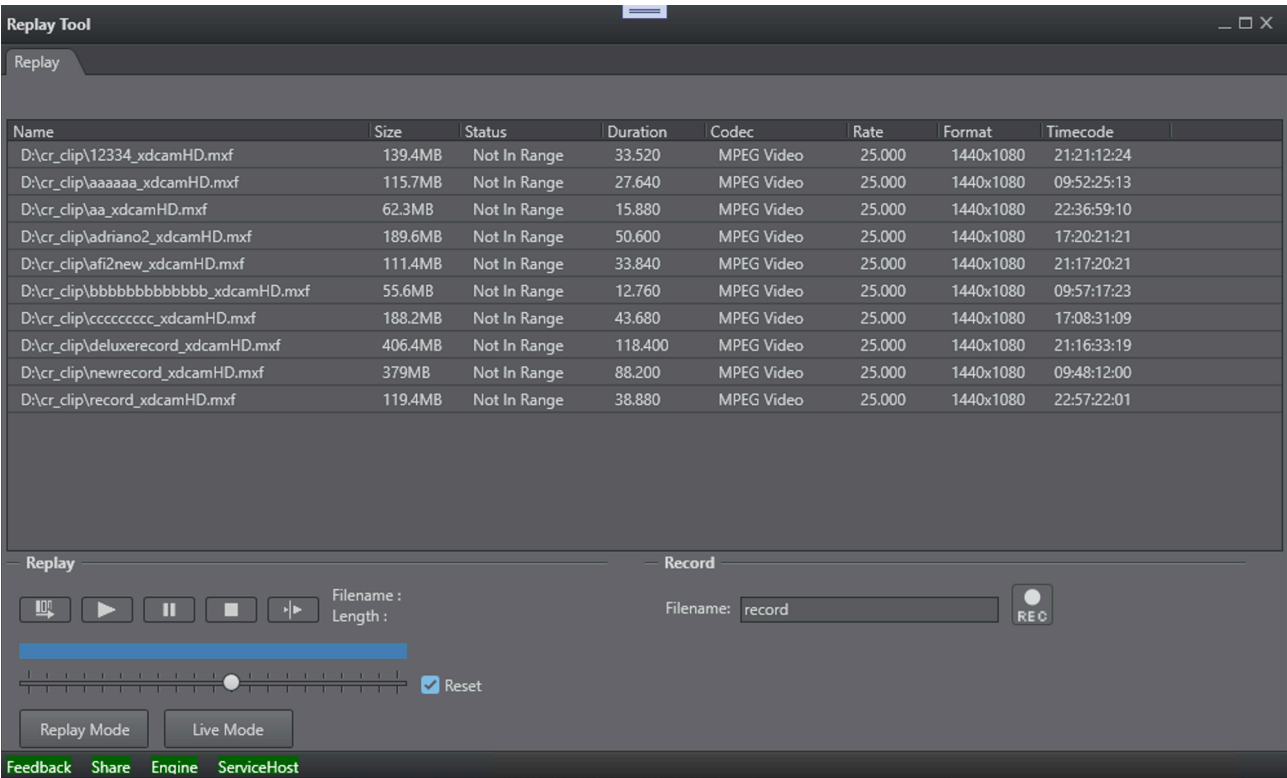 Replay Tool
Replay
Name Size Status Duration Codec Rate Format Timecode
D:\cr_clip\12334_xdcamHD.mxf 139.4MB Not In Range 33.520 MPEG Video 25.000 1440x1080 21:21:12:24
D:\cr_clip\aaaaaa_xdcamHD.mxf 115.7MB Not In Range 27.640 MPEG Video 25.000 1440x1080 09:52:25:13
D:\cr_clip\aa_xdcamHD.mxf 62.3MB Not In Range 15.880 MPEG Video 25.000 1440x1080 22:36:59:10
D:\cr_clip\adriano2_xdcamHD.mxf 189.6MB Not In Range 50.600 MPEG Video 25.000 1440x1080 17:20:21:21
D:\cr_clip\afi2new_xdcamHD.mxf 111.4MB Not In Range 33.840 MPEG Video 25.000 1440x1080 21:17:20:21
D:\cr_clip\bbbbbbbbbbbbb_xdcamHD.mxf 55.6MB Not In Range 12.760 MPEG Video 25.000 1440x1080 09:57:17:23
D:\cr_clip\ccccccccc_xdcamHD.mxf 188.2MB Not In Range 43.680 MPEG Video 25.000 1440x1080 17:08:31:09
D:\cr_clip\deluxerecord_xdcamHD.mxf 406.4MB Not In Range 118.400 MPEG Video 25.000 1440x1080 21:16:33:19
D:\cr_clip\newrecord_xdcamHD.mxf 379MB Not In Range 88.200 MPEG Video 25.000 1440x1080 09:48:12:00
D:\cr_clip\record_xdcamHD.mxf 119.4MB Not In Range 38.880 MPEG Video 25.000 1440x1080 22:57:22:01
Replay
Filename :
Length :
Reset
Replay Mode Live Mode
Record
Filename: record
REC
Feedback Share Engine ServiceHost